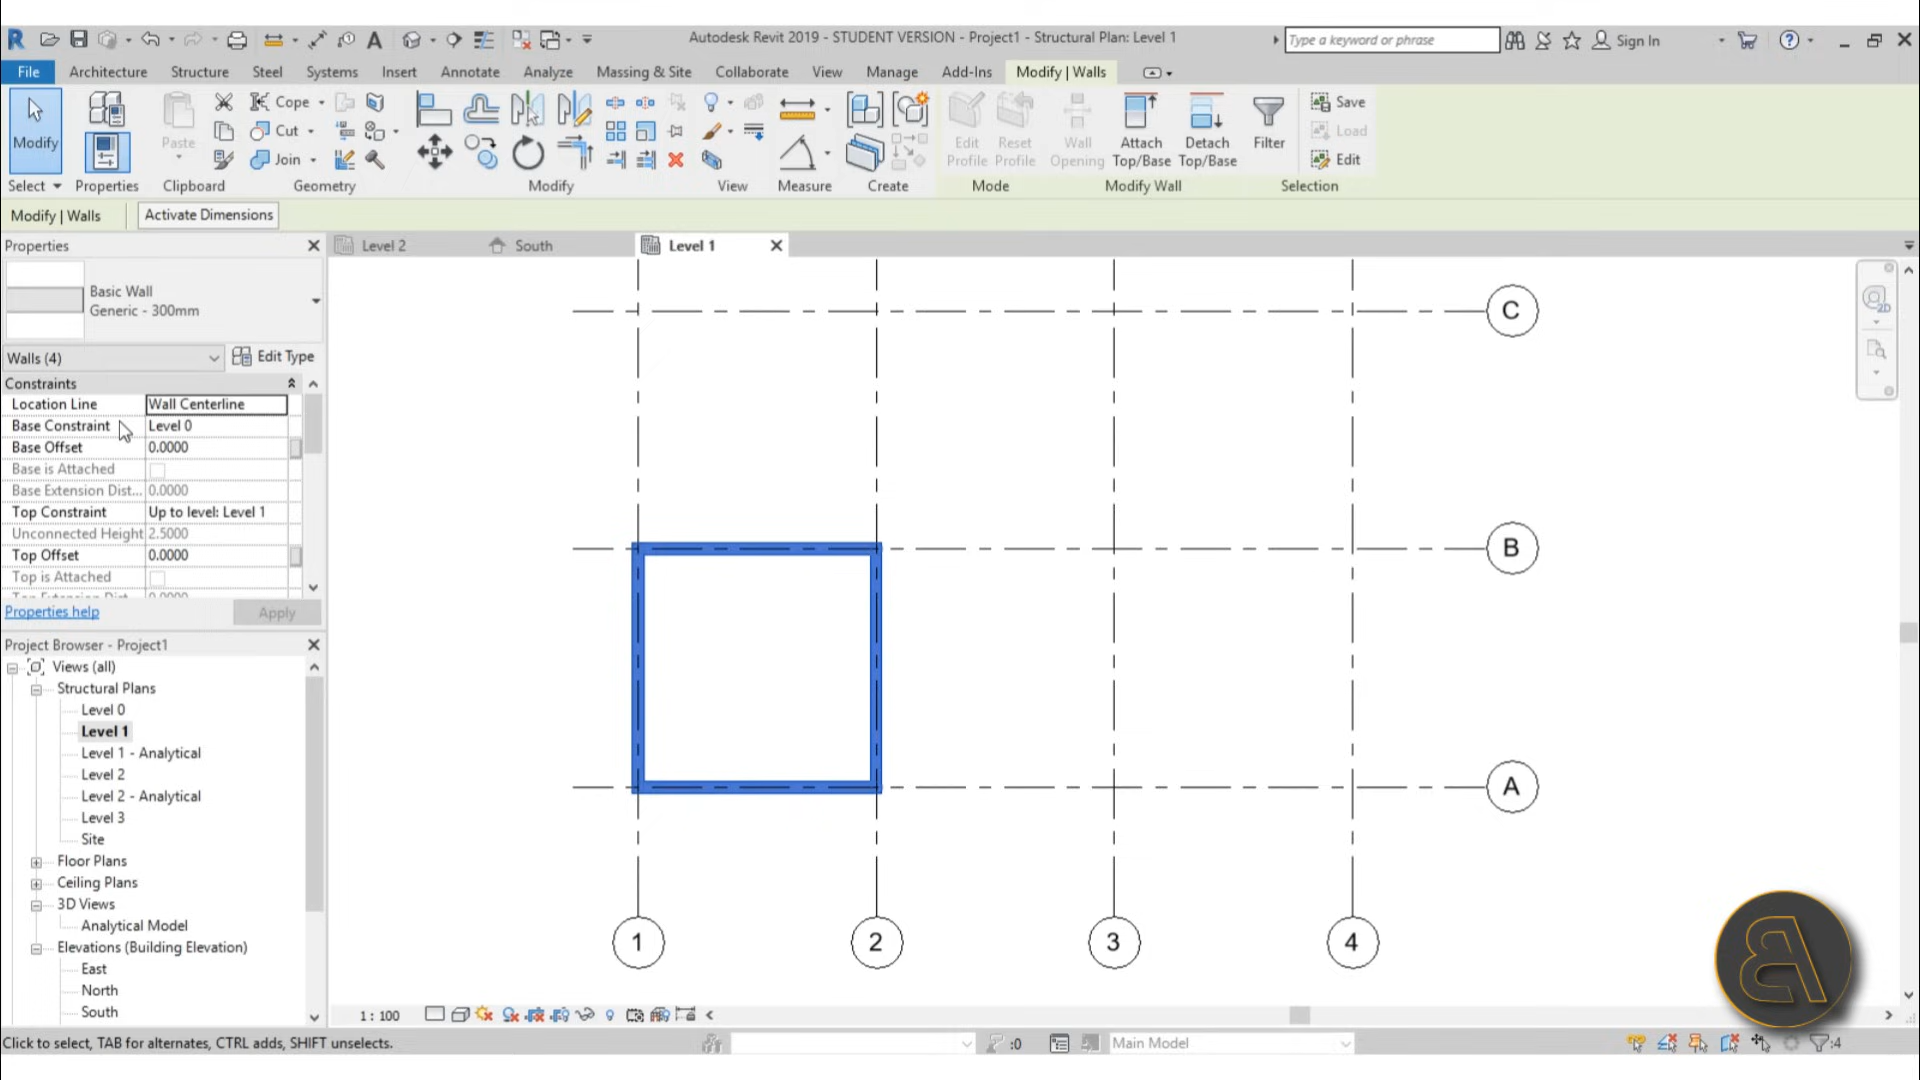 Autodesk Revit 2019 - STUDENT VERSION - Project1 - Structural Plan: Level 1
Type a keyword or phrase
Sign In
File Architecture Structure Steel Systems Insert Annotate Analyze Massing & Site Collaborate View Manage Add-Ins Modify | Walls
Modify
Paste
Cope
Cut
Join
Edit Profile
Reset Profile
Wall Opening
Attach Top/Base
Detach Top/Base
Filter
Save
Load
Edit
Select Properties Clipboard Geometry Modify View Measure Create Mode Modify Wall Selection
Modify | Walls Activate Dimensions
Properties
Level 2
South
Level 1
Basic Wall
Generic - 300mm
Walls (4)
Edit Type
Constraints
Location Line Wall Centerline
Base Constraint Level 0
Base Offset 0.0000
Base is Attached
Base Extension Dist... 0.0000
Top Constraint Up to level: Level 1
Unconnected Height 2.5000
Top Offset 0.0000
Top is Attached
Properties help
Apply
Project Browser - Project1
Views (all)
Structural Plans
Level 0
Level 1
Level 1 - Analytical
Level 2
Level 2 - Analytical
Level 3
Site
Floor Plans
Ceiling Plans
3D Views
Analytical Model
Elevations (Building Elevation)
East
North
South
C
B
A
1 2 3 4
2D
1 : 100
Click to select, TAB for alternates, CTRL adds, SHIFT unselects.
:0
Main Model
:4